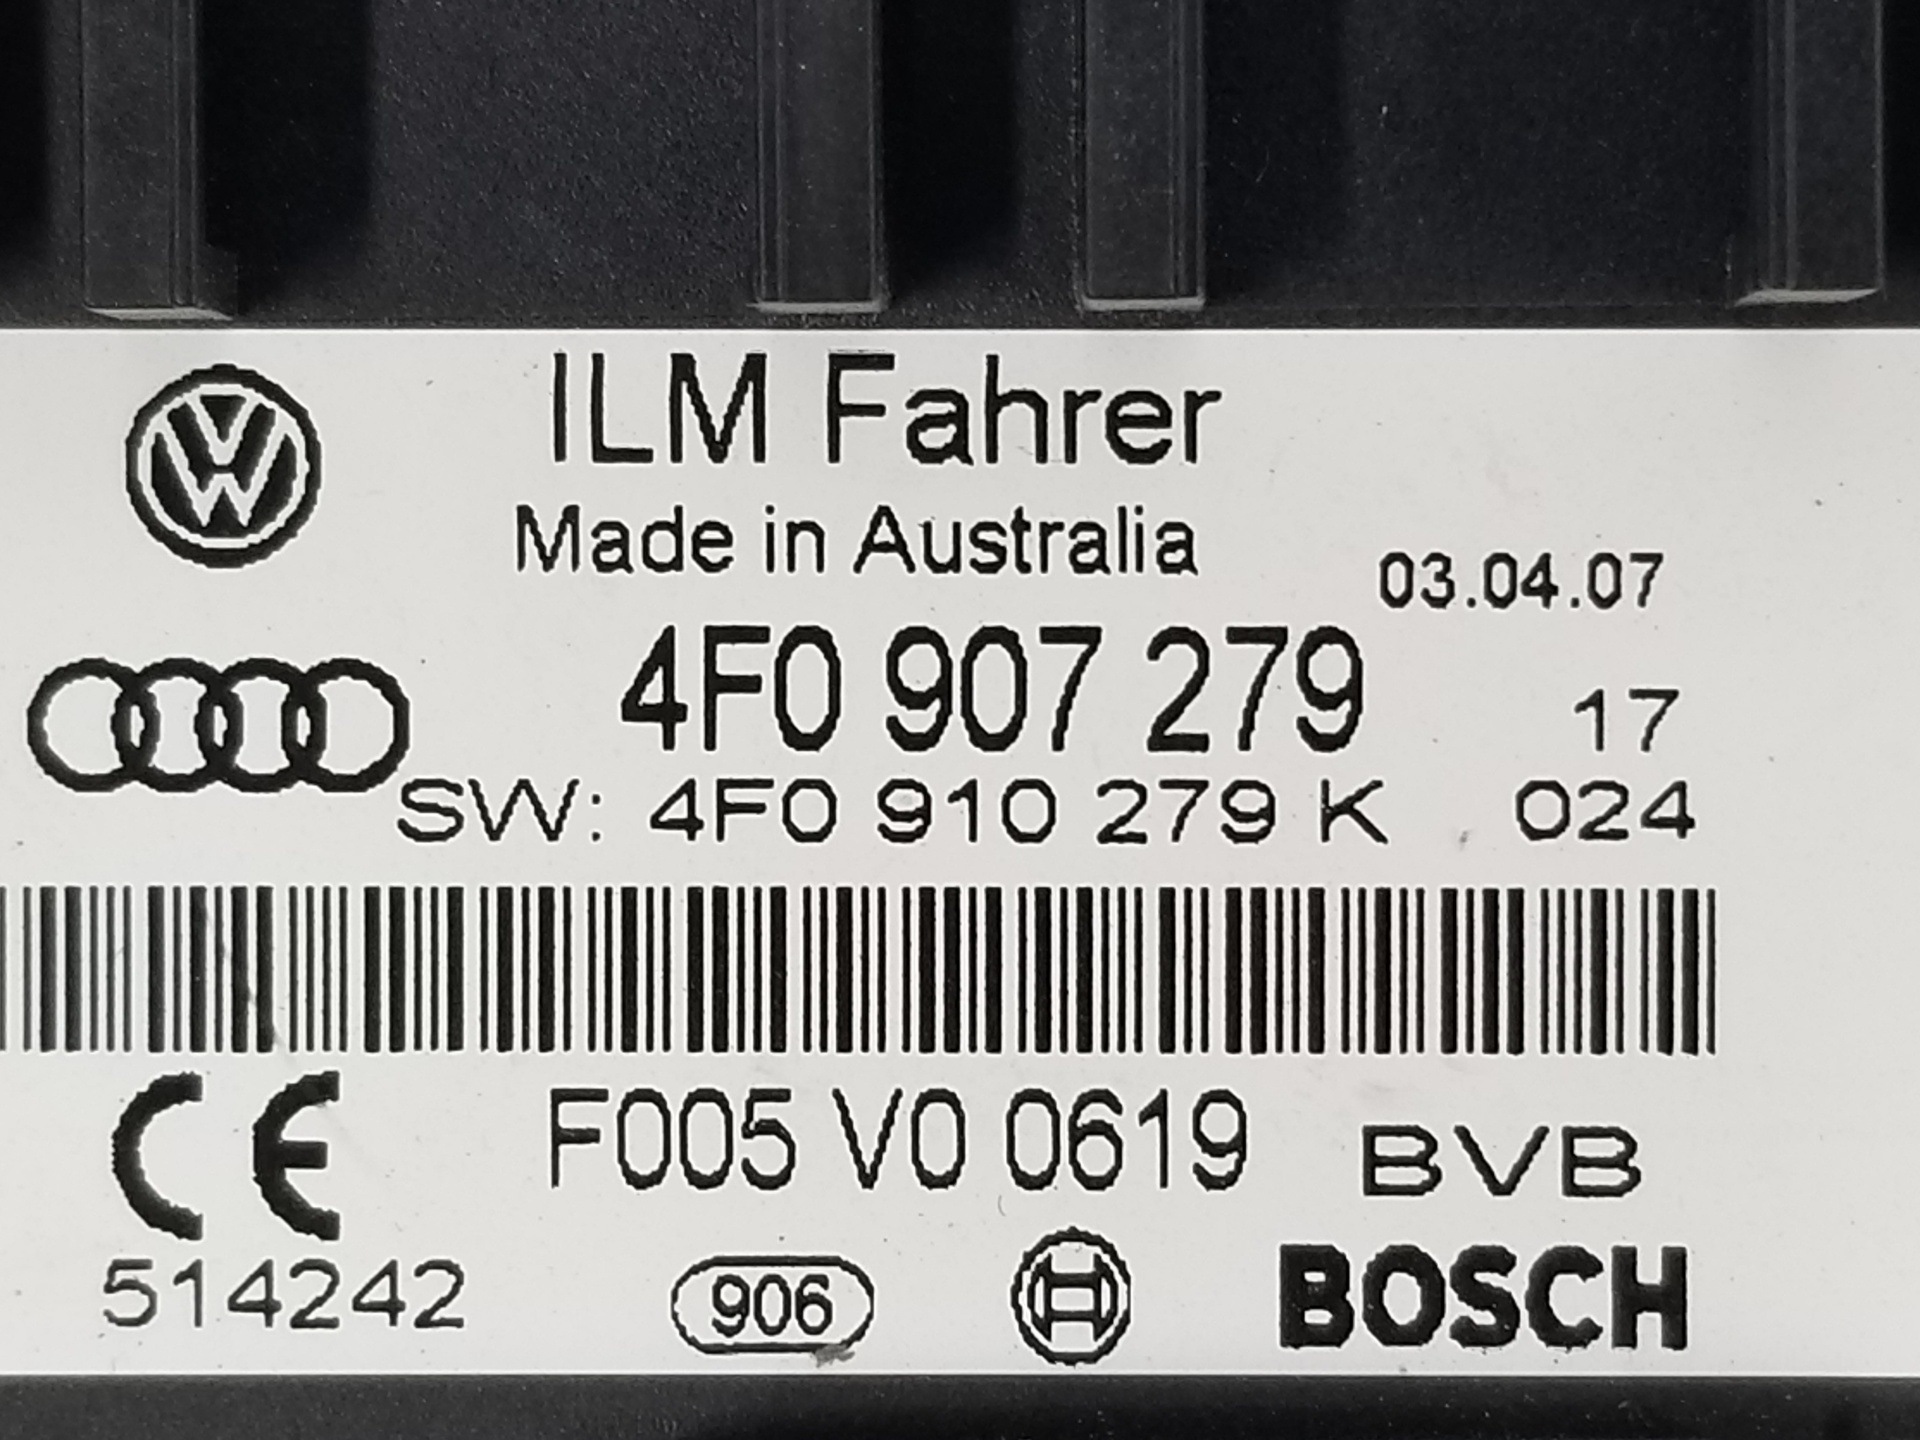 ILM Fahrer
Made in Australia
03.04.07
4F0 907 279
17
SW: 4F0 910 279 K 024
CE F005 V0 0619 BVB
514242 906 BOSCH